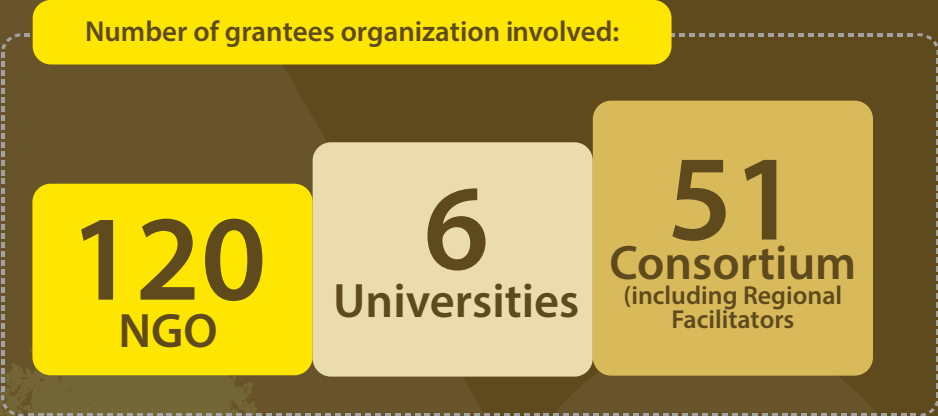 Number of grantees organization involved:
120
NGO
6
Universities
51
Consortium
(including Regional
Facilitators